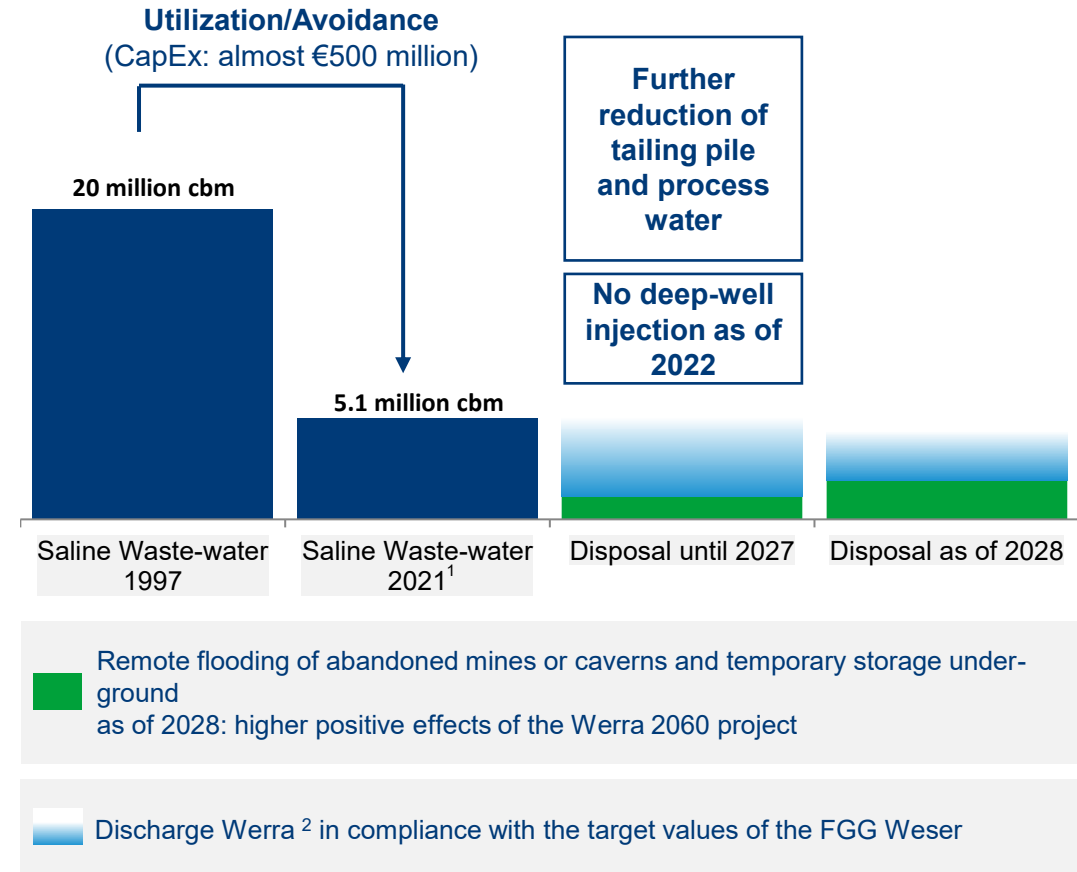 Utilization/Avoidance
(CapEx: almost €500 million)
Further
reduction of
tailing pile
and process
water
No deep-well
injection as of
2022
20 million cbm
5.1 million cbm
Saline Waste-water
1997
Saline Waste-water
2021¹
Disposal until 2027
Disposal as of 2028
Remote flooding of abandoned mines or caverns and temporary storage under-
ground
as of 2028: higher positive effects of the Werra 2060 project
Discharge Werra ² in compliance with the target values of the FGG Weser